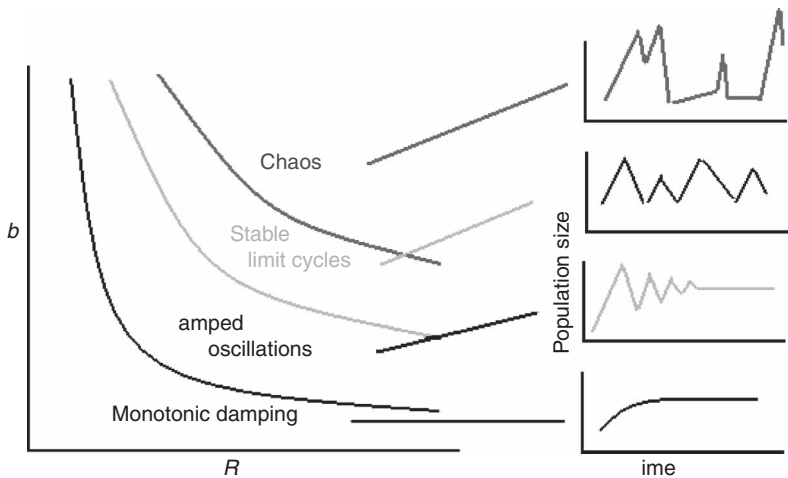 Chaos
b
Stable
limit cycles
amped
oscillations
Monotonic damping
R
Population size
ime